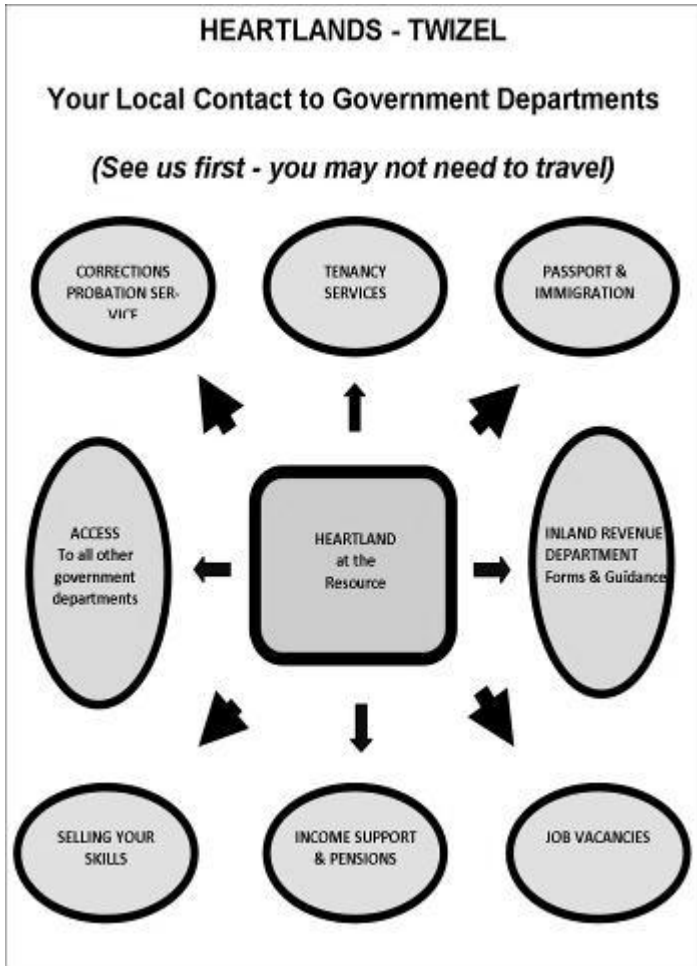 HEARTLANDS - TWIZEL
Your Local Contact to Government Departments
(See us first - you may not need to travel)
CORRECTIONS
PROBATION SER-
VICE
TENANCY
SERVICES
PASSPORT &
IMMIGRATION
ACCESS
To all other
government
departments
HEARTLAND
at the
Resource
INLAND REVENUE
DEPARTMENT
Forms & Guidance
SELLING YOUR
SKILLS
INCOME SUPPORT
& PENSIONS
JOB VACANCIES